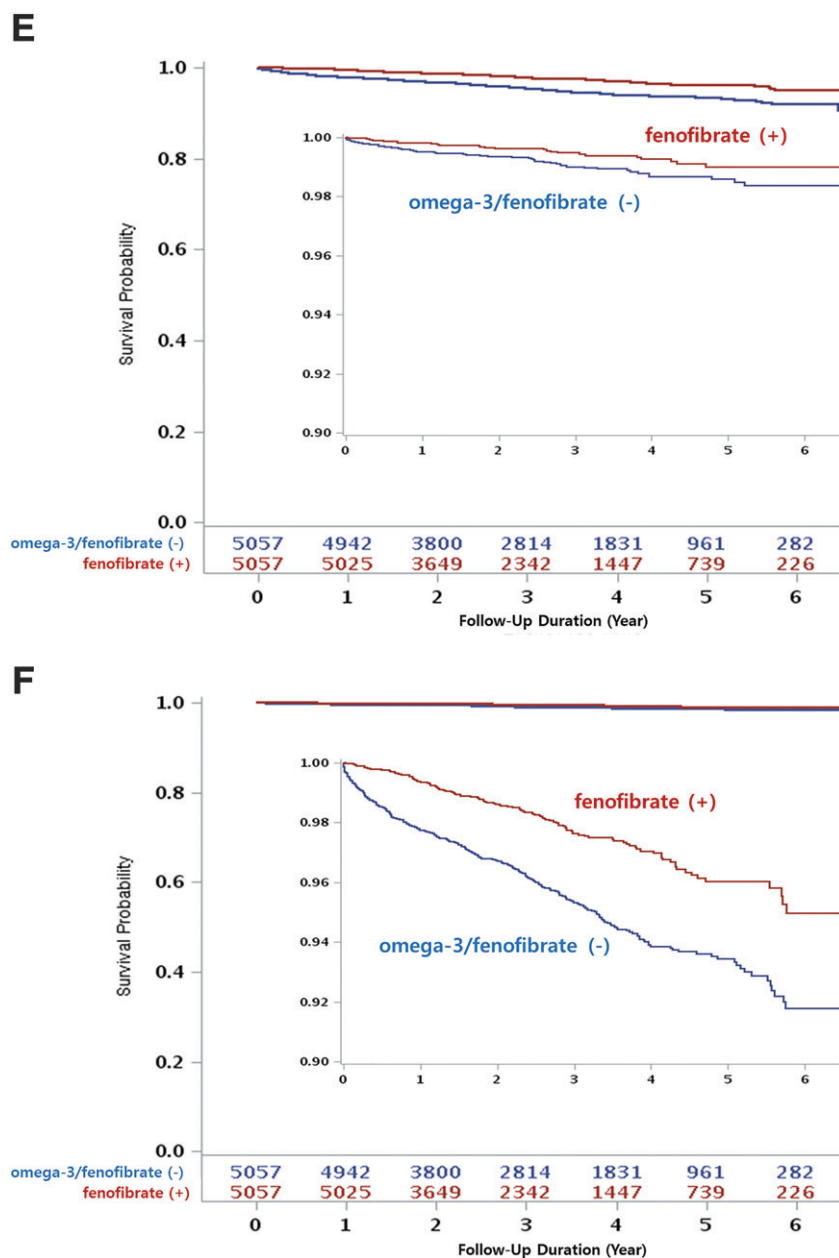 E
1.0
0.8
0.6
0.4
0.2
0.0
Survival Probability
1.00
0.98
0.96
0.94
0.92
0.90
0 1 2 3 4 5 6
fenofibrate (+)
omega-3/fenofibrate (-)
omega-3/fenofibrate (-) 5057 4942 3800 2814 1831 961 282
fenofibrate (+) 5057 5025 3649 2342 1447 739 226
0 1 2 3 4 5 6
Follow-Up Duration (Year)
F
1.0
0.8
0.6
0.4
0.2
0.0
Survival Probability
1.00
0.98
0.96
0.94
0.92
0.90
0 1 2 3 4 5 6
fenofibrate (+)
omega-3/fenofibrate (-)
omega-3/fenofibrate (-) 5057 4942 3800 2814 1831 961 282
fenofibrate (+) 5057 5025 3649 2342 1447 739 226
0 1 2 3 4 5 6
Follow-Up Duration (Year)